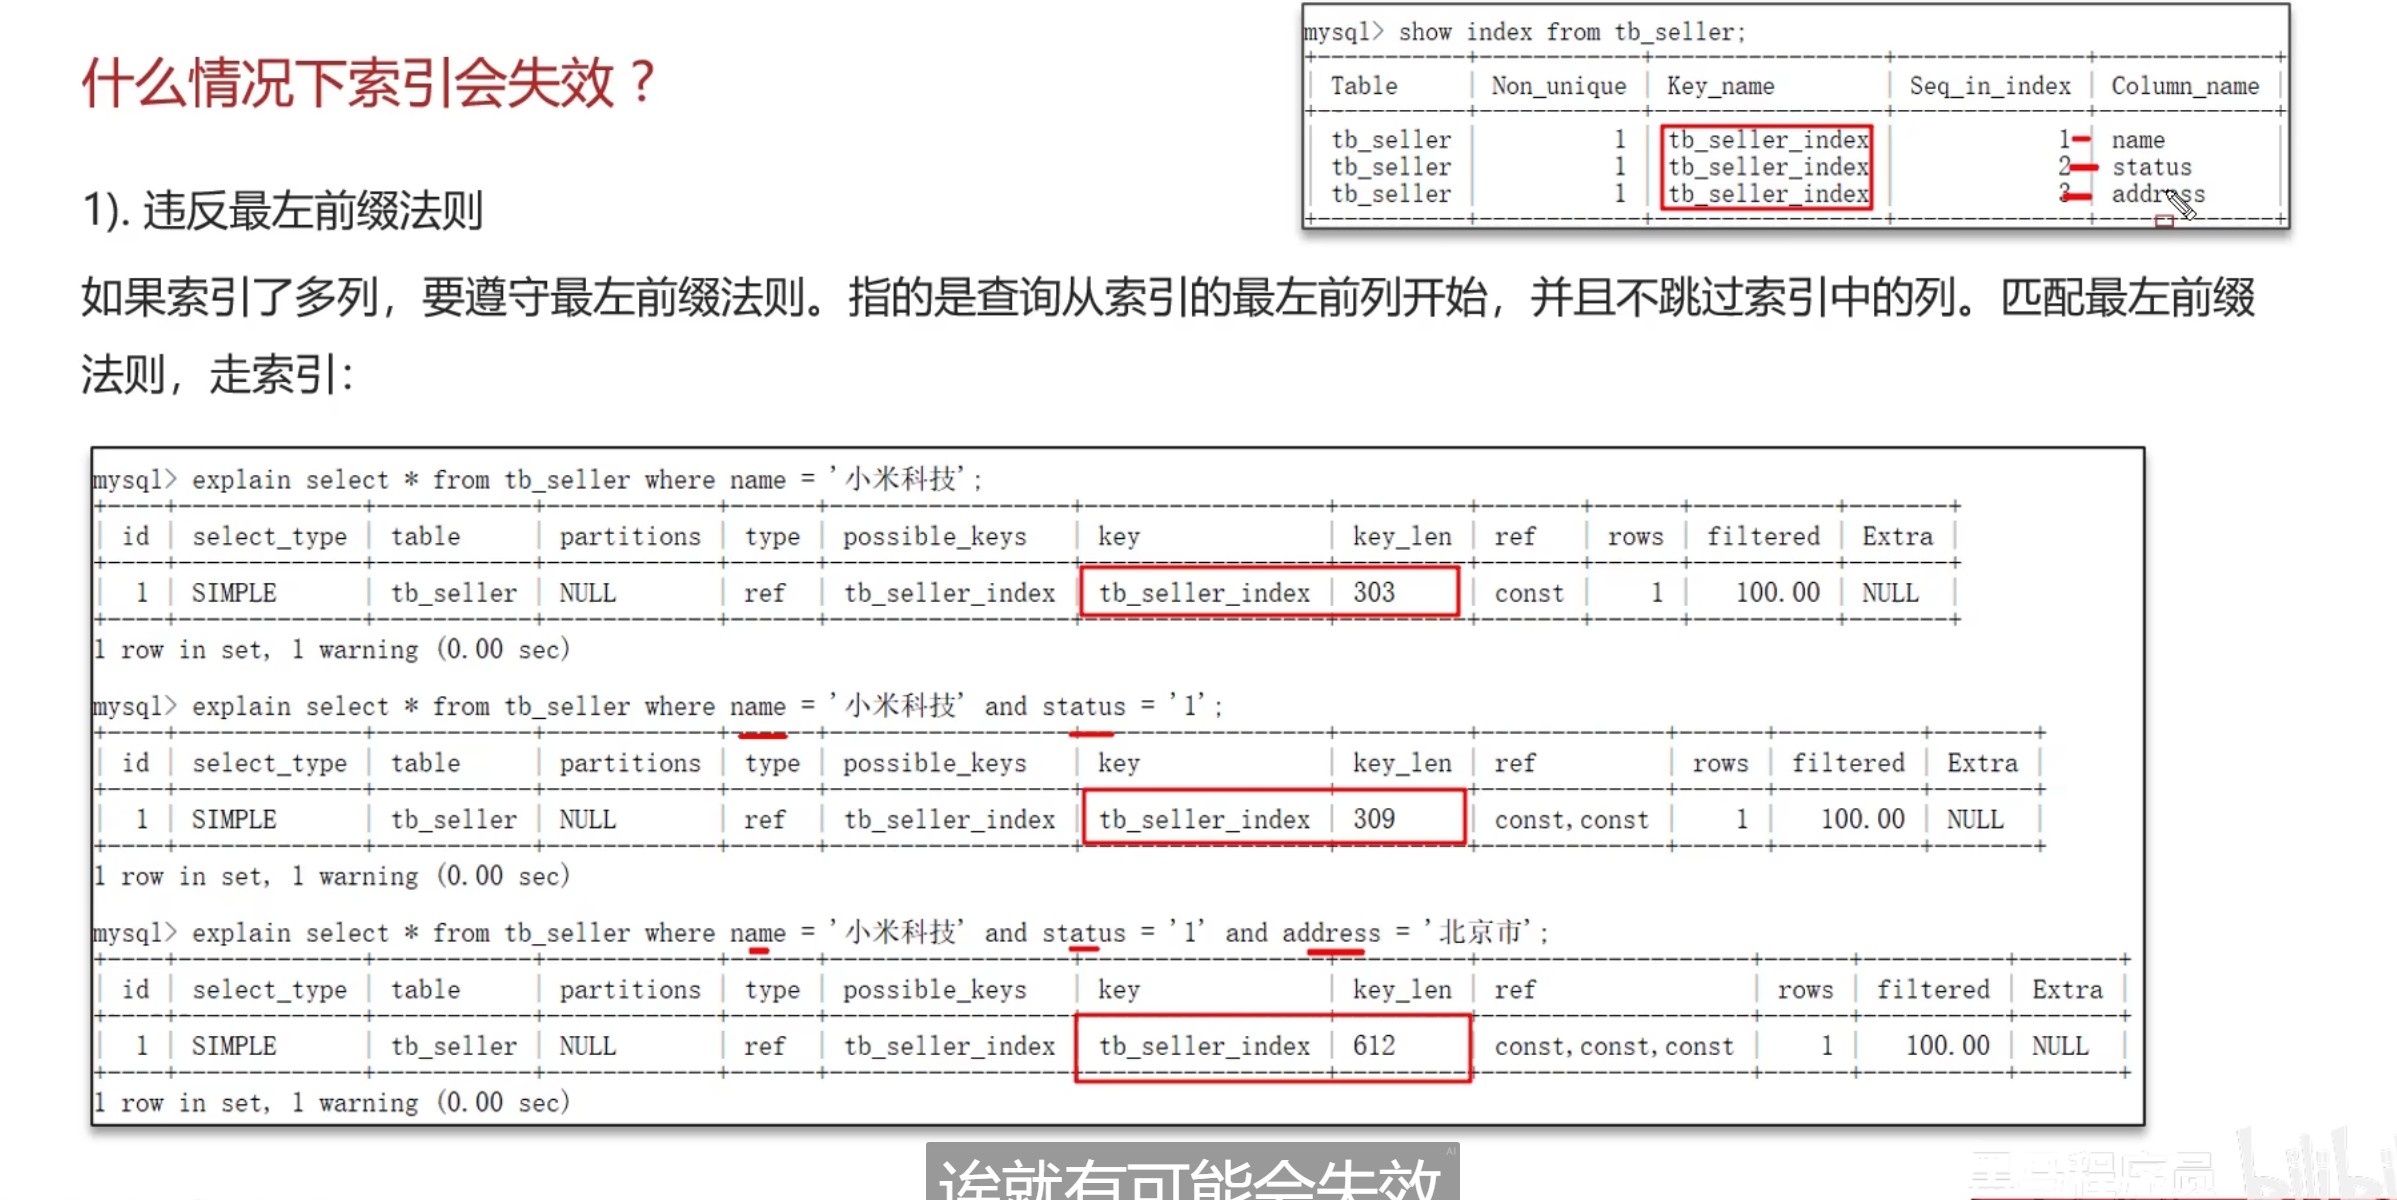 什么情况下索引会失效？
mysql> show index from tb_seller;
| Table | Non_unique | Key_name | Seq_in_index | Column_name |
| tb_seller | 1 | tb_seller_index | 1 | name |
| tb_seller | 1 | tb_seller_index | 2 | status |
| tb_seller | 1 | tb_seller_index | 3 | address |
1). 违反最左前缀法则
如果索引了多列，要遵守最左前缀法则。指的是查询从索引的最左前列开始，并且不跳过索引中的列。匹配最左前缀
法则，走索引：
mysql> explain select * from tb_seller where name = '小米科技';
| id | select_type | table | partitions | type | possible_keys | key | key_len | ref | rows | filtered | Extra |
| 1 | SIMPLE | tb_seller | NULL | ref | tb_seller_index | tb_seller_index | 303 | const | 1 | 100.00 | NULL |
1 row in set, 1 warning (0.00 sec)
mysql> explain select * from tb_seller where name = '小米科技' and status = '1';
| id | select_type | table | partitions | type | possible_keys | key | key_len | ref | rows | filtered | Extra |
| 1 | SIMPLE | tb_seller | NULL | ref | tb_seller_index | tb_seller_index | 309 | const,const | 1 | 100.00 | NULL |
1 row in set, 1 warning (0.00 sec)
mysql> explain select * from tb_seller where name = '小米科技' and status = '1' and address = '北京市';
| id | select_type | table | partitions | type | possible_keys | key | key_len | ref | rows | filtered | Extra |
| 1 | SIMPLE | tb_seller | NULL | ref | tb_seller_index | tb_seller_index | 612 | const,const,const | 1 | 100.00 | NULL |
1 row in set, 1 warning (0.00 sec)
AI
诶就有可能会失效
黑马程序员 bilibili